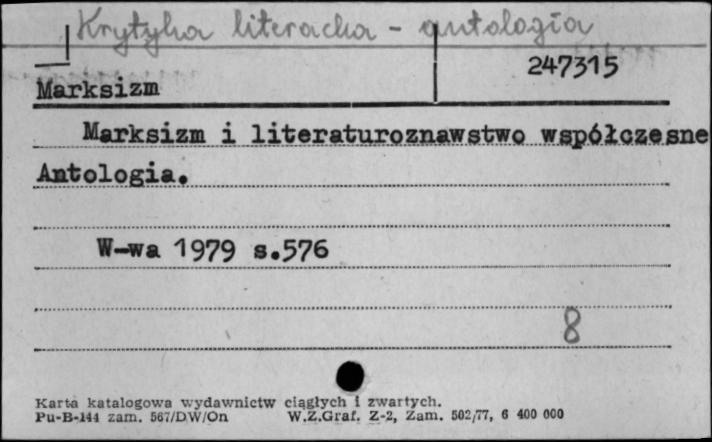 Krytyka literacka - antologia
247315
Marksizm
Marksizm i literaturoznawstwo współczesne
Antologia.
W-wa 1979 s.576
8
Karta katalogowa wydawnictw ciągłych i zwartych.
Pu-B-144 zam. 567/DW/On W.Z.Graf. Z-2, Zam. 502/77, 6 400 000